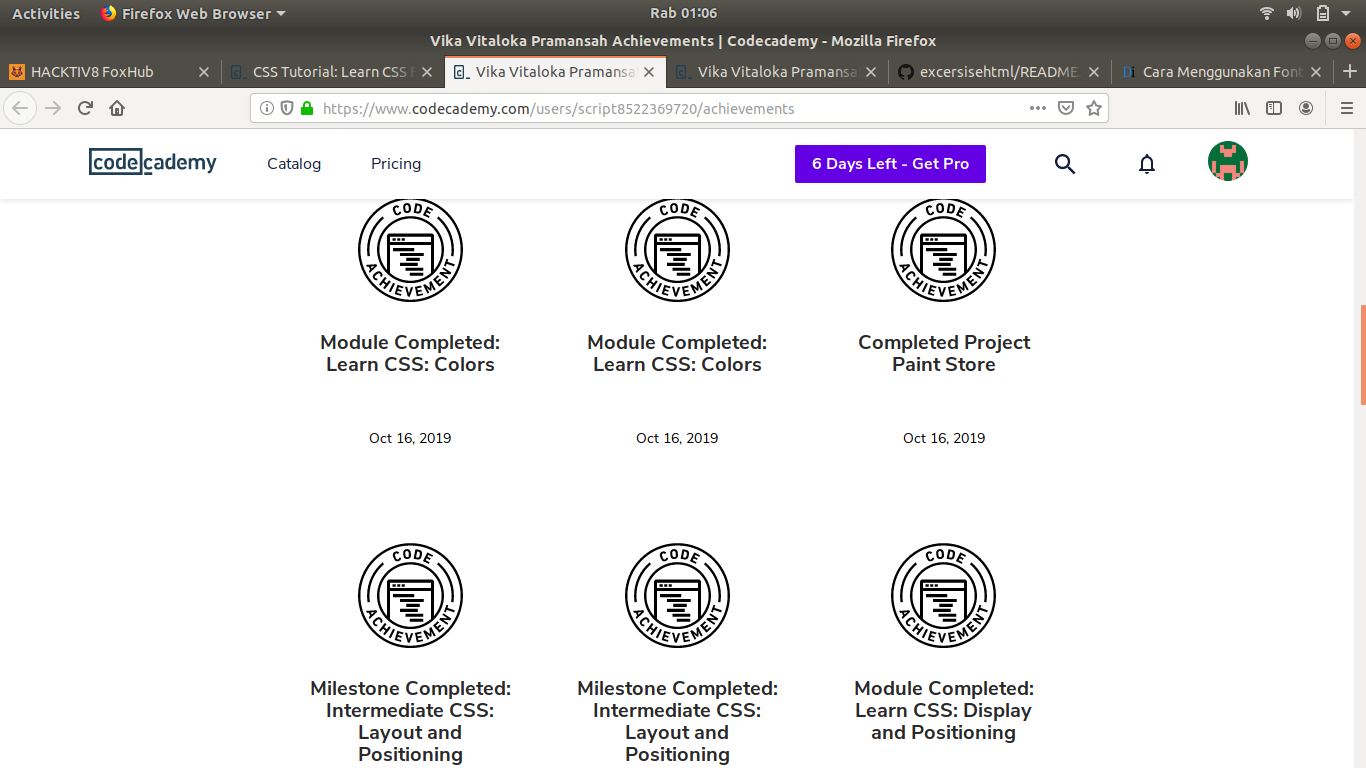 Activities Firefox Web Browser Rab 01:06
Vika Vitaloka Pramansah Achievements | Codecademy - Mozilla Firefox
HACKTIV8 FoxHub CSS Tutorial: Learn CSS F Vika Vitaloka Pramansa Vika Vitaloka Pramansa excersisehtml/README. Cara Menggunakan Font
https://www.codecademy.com/users/script8522369720/achievements
codecademy Catalog Pricing 6 Days Left - Get Pro
CODE ACHIEVEMENT CODE ACHIEVEMENT CODE ACHIEVEMENT
Module Completed: Module Completed: Completed Project
Learn CSS: Colors Learn CSS: Colors Paint Store
Oct 16, 2019 Oct 16, 2019 Oct 16, 2019
CODE ACHIEVEMENT CODE ACHIEVEMENT CODE ACHIEVEMENT
Milestone Completed: Milestone Completed: Module Completed:
Intermediate CSS: Intermediate CSS: Learn CSS: Display
Layout and Layout and and Positioning
Positioning Positioning